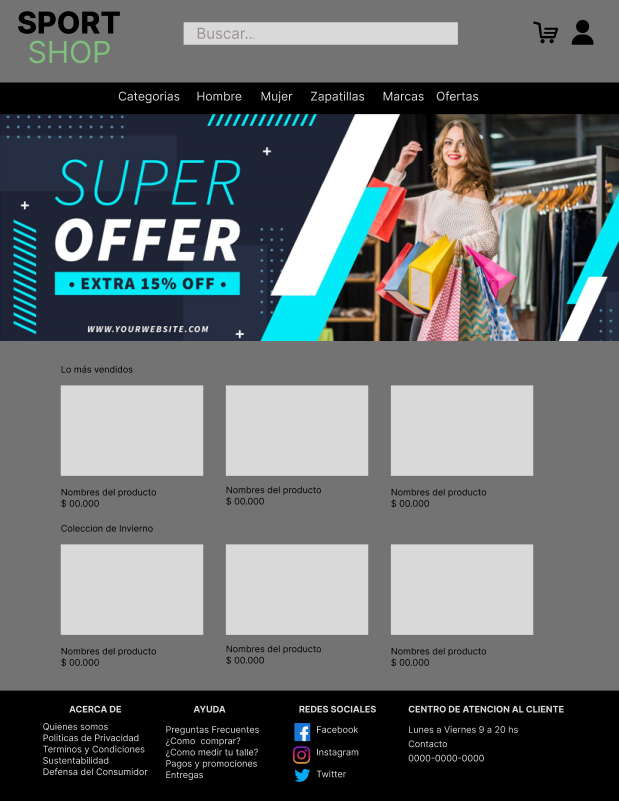 SPORT
SHOP
Buscar...
Categorias Hombre Mujer Zapatillas Marcas Ofertas
SUPER
OFFER
• EXTRA 15% OFF •
WWW.YOURWEBSITE.COM
Lo más vendidos
Nombres del producto
$ 00.000
Nombres del producto
$ 00.000
Nombres del producto
$ 00.000
Coleccion de Invierno
Nombres del producto
$ 00.000
Nombres del producto
$ 00.000
Nombres del producto
$ 00.000
ACERCA DE
Quienes somos
Politicas de Privacidad
Terminos y Condiciones
Sustentabilidad
Defensa del Consumidor
AYUDA
Preguntas Frecuentes
¿Como comprar?
¿Como medir tu talle?
Pagos y promociones
Entregas
REDES SOCIALES
Facebook
Instagram
Twitter
CENTRO DE ATENCION AL CLIENTE
Lunes a Viernes 9 a 20 hs
Contacto
0000-0000-0000